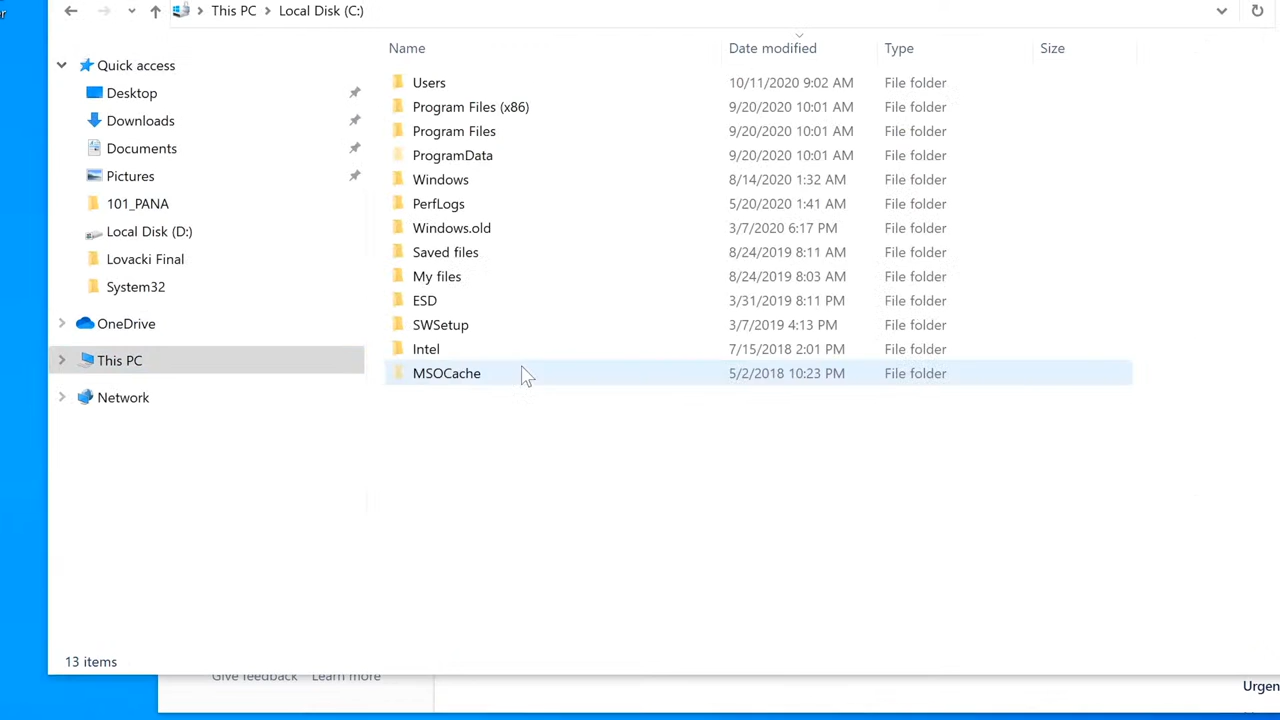 This PC Local Disk (C:)
Name Date modified Type Size
Quick access
Desktop
Downloads
Documents
Pictures
101_PANA
Local Disk (D:)
Lovacki Final
System32
OneDrive
This PC
Network
Users 10/11/2020 9:02 AM File folder
Program Files (x86) 9/20/2020 10:01 AM File folder
Program Files 9/20/2020 10:01 AM File folder
ProgramData 9/20/2020 10:01 AM File folder
Windows 8/14/2020 1:32 AM File folder
PerfLogs 5/20/2020 1:41 AM File folder
Windows.old 3/7/2020 6:17 PM File folder
Saved files 8/24/2019 8:11 AM File folder
My files 8/24/2019 8:03 AM File folder
ESD 3/31/2019 8:11 PM File folder
SWSetup 3/7/2019 4:13 PM File folder
Intel 7/15/2018 2:01 PM File folder
MSOCache 5/2/2018 10:23 PM File folder
13 items
Give feedback Learn more
Urgen